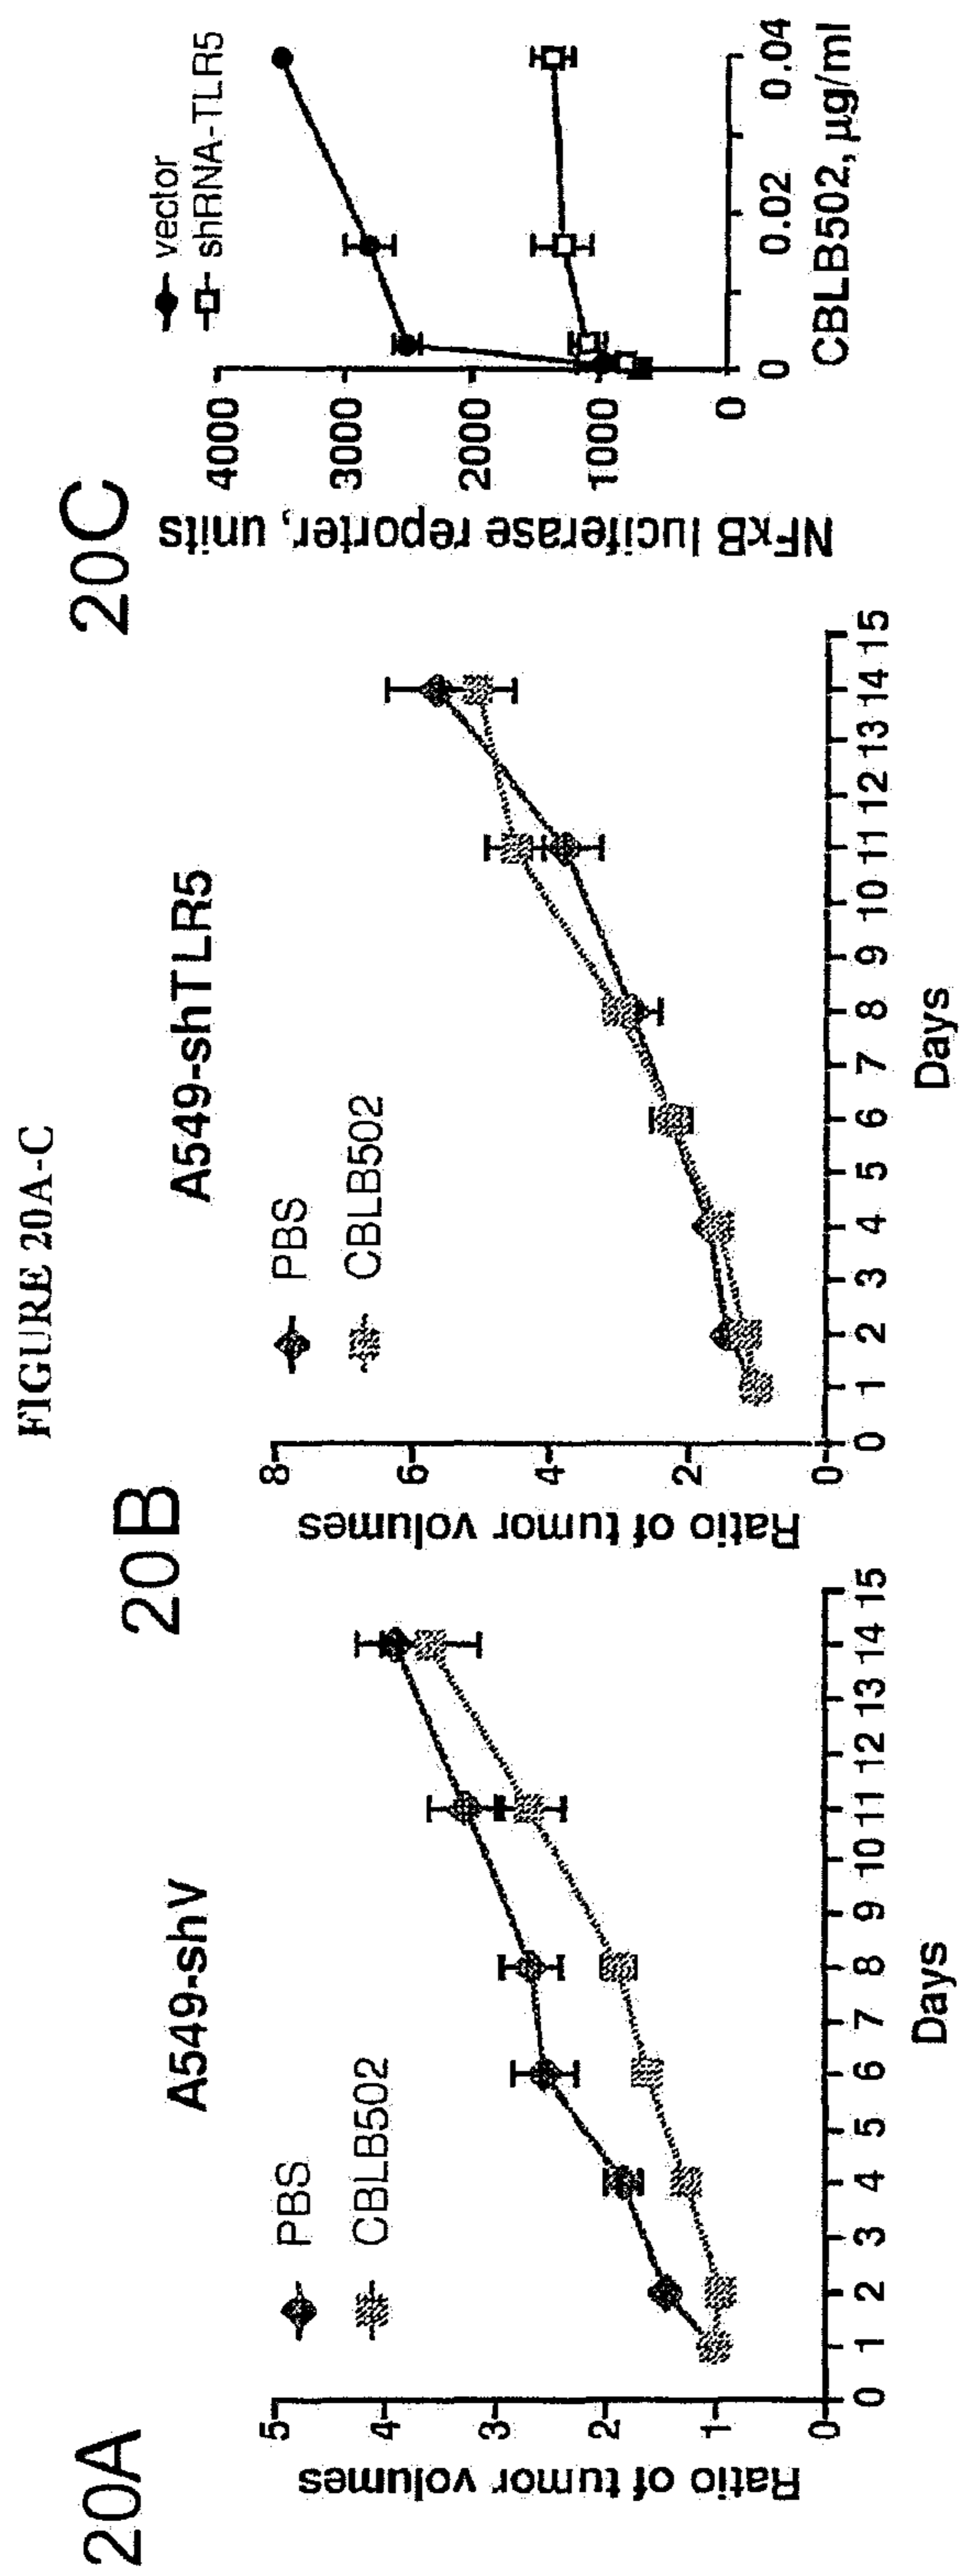 FIGURE 20A-C
20A
A549-shV
PBS
CBLB502
Ratio of tumor volumes
5
4
3
2
1
0
0 1 2 3 4 5 6 7 8 9 10 11 12 13 14 15
Days
20B
A549-shTLR5
PBS
CBLB502
Ratio of tumor volumes
8
6
4
2
0
0 1 2 3 4 5 6 7 8 9 10 11 12 13 14 15
Days
20C
vector
shRNA-TLR5
NFκB luciferase reporter, units
4000
3000
2000
1000
0
0 0.02 0.04
CBLB502, μg/ml